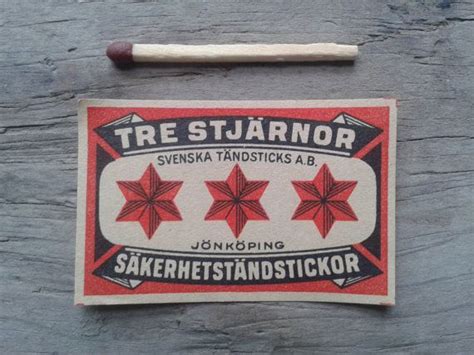 TRE STJÄRNOR
SVENSKA TÄNDSTICKS A.B.
JÖNKÖPING
SÄKERHETSTÄNDSTICKOR